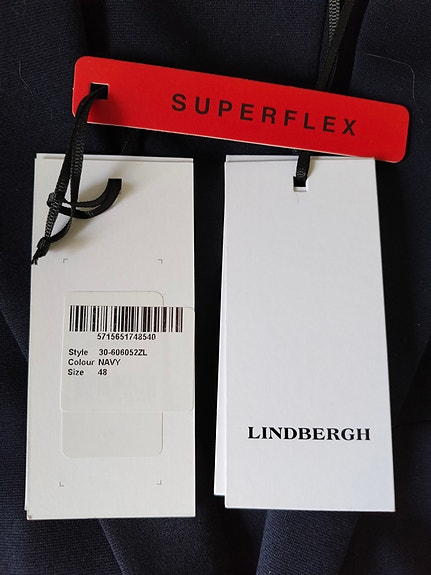 SUPERFLEX
5715651748540
Style 30-606052ZL
Colour NAVY
Size 48
LINDBERGH